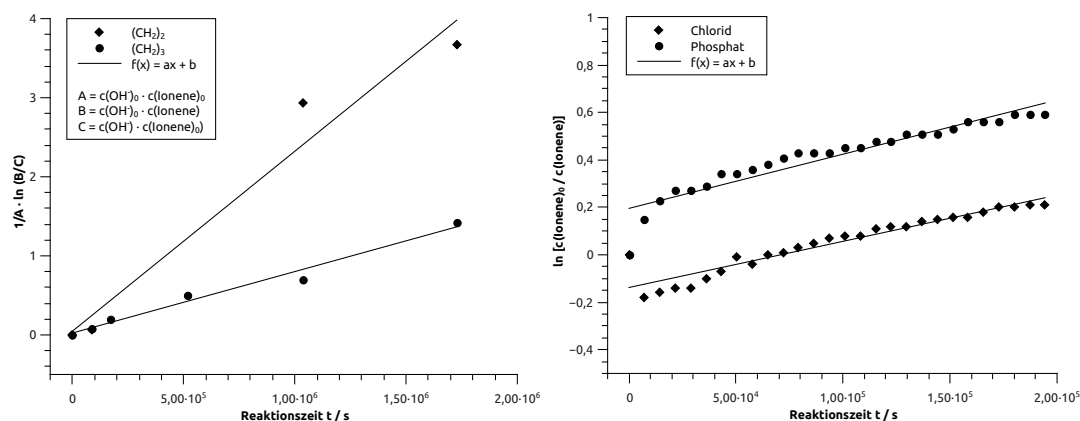 4
3
2
1
0
1/A · ln (B/C)
(CH₂)₂
(CH₂)₃
f(x) = ax + b
A = c(OH⁻)₀ · c(Ionene)₀
B = c(OH⁻)₀ · c(Ionene)
C = c(OH⁻) · c(Ionene)₀)
0 5,00·10⁵ 1,00·10⁶ 1,50·10⁶ 2,00·10⁶
Reaktionszeit t / s
1
0,8
0,6
0,4
0,2
0
−0,2
−0,4
ln [c(Ionene)₀ / c(Ionene)]
Chlorid
Phosphat
f(x) = ax + b
0 5,00·10⁴ 1,00·10⁵ 1,50·10⁵ 2,00·10⁵
Reaktionszeit t / s